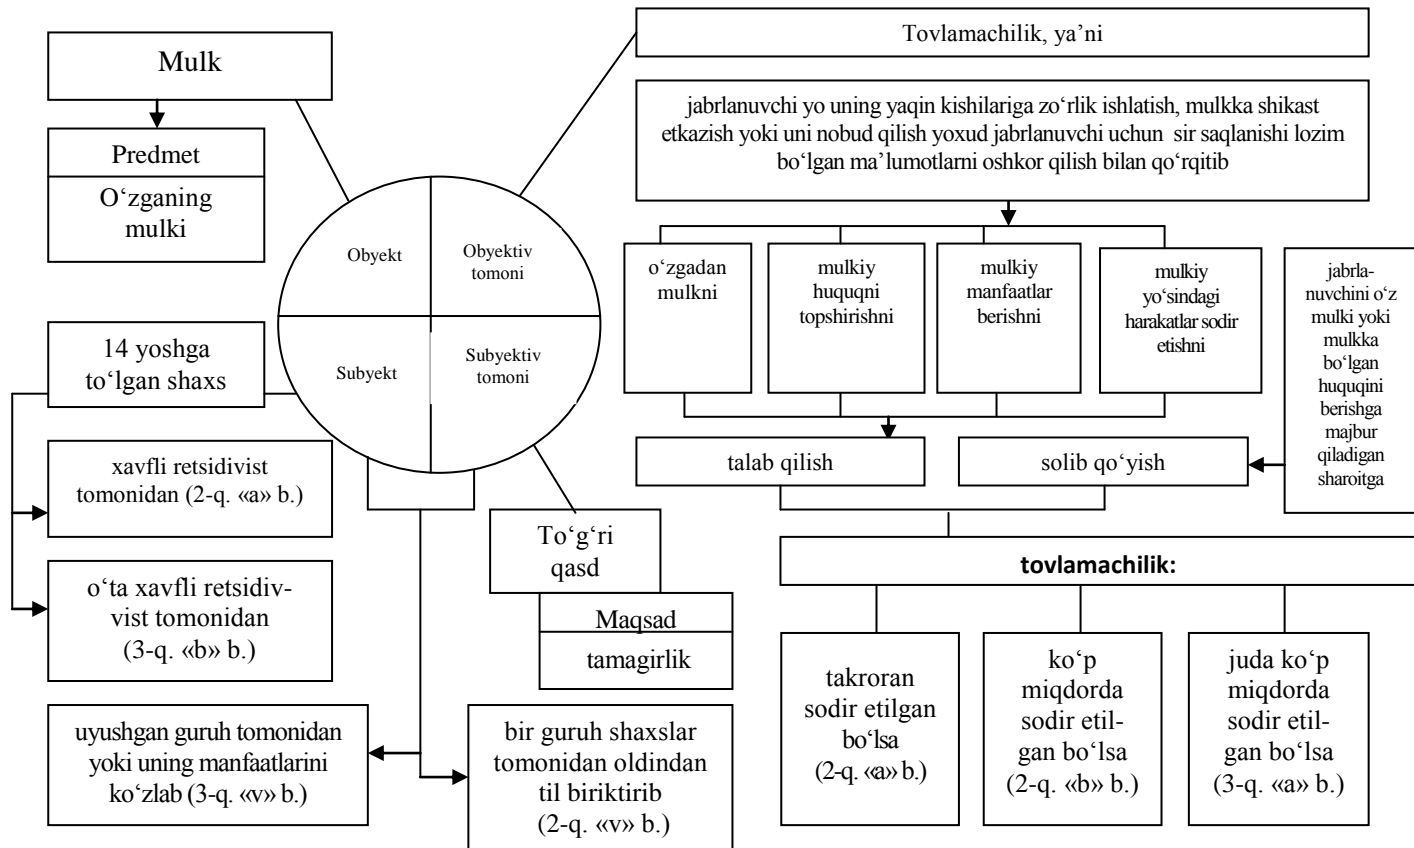 Mulk
Predmet
O‘zganing
mulki
Tovlamachilik, ya’ni
jabrlanuvchi yo uning yaqin kishilariga zo‘rlik ishlatish, mulkka shikast
etkazish yoki uni nobud qilish yoxud jabrlanuvchi uchun sir saqlanishi lozim
bo‘lgan ma’lumotlarni oshkor qilish bilan qo‘rqitib
Obyekt
Obyektiv
tomoni
Subyekt
Subyektiv
tomoni
o‘zgadan
mulkni
mulkiy
huquqni
topshirishni
mulkiy
manfaatlar
berishni
mulkiy
yo‘sindagi
harakatlar sodir
etishni
jabrla-
nuvchini o‘z
mulki yoki
mulkka
bo‘lgan
huquqini
berishga
majbur
qiladigan
sharoitga
14 yoshga
to‘lgan shaxs
xavfli retsidivist
tomonidan (2-q. «a» b.)
o‘ta xavfli retsidiv-
vist tomonidan
(3-q. «b» b.)
talab qilish
solib qo‘yish
To‘g‘ri
qasd
Maqsad
tamagirlik
tovlamachilik:
takroran
sodir etilgan
bo‘lsa
(2-q. «a» b.)
ko‘p
miqdorda
sodir etil-
gan bo‘lsa
(2-q. «b» b.)
juda ko‘p
miqdorda
sodir etil-
gan bo‘lsa
(3-q. «a» b.)
uyushgan guruh tomonidan
yoki uning manfaatlarini
ko‘zlab (3-q. «v» b.)
bir guruh shaxslar
tomonidan oldindan
til biriktirib
(2-q. «v» b.)